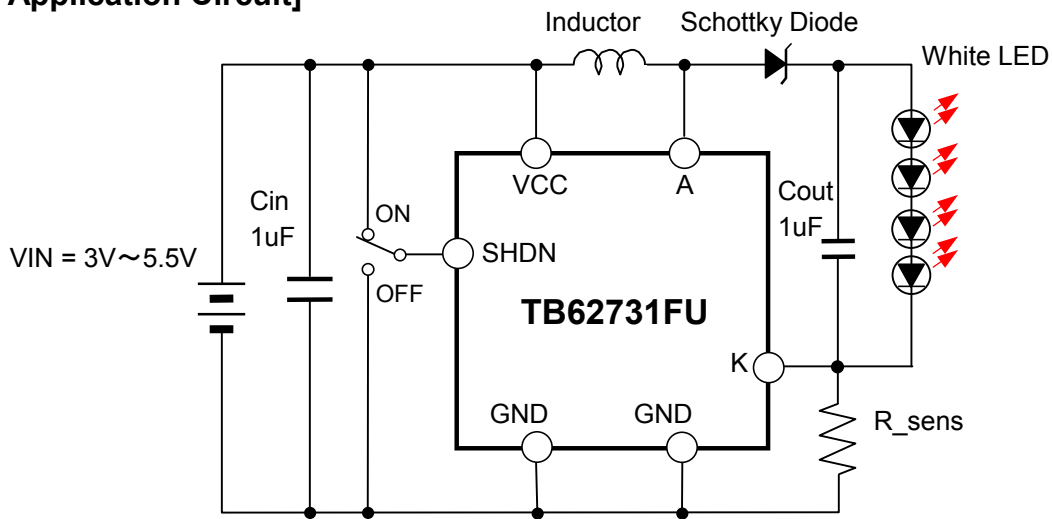 Application Circuit]
Inductor
Schottky Diode
White LED
VCC
A
Cin
1uF
ON
Cout
1uF
VIN = 3V～5.5V
SHDN
OFF
TB62731FU
K
GND
GND
R_sens